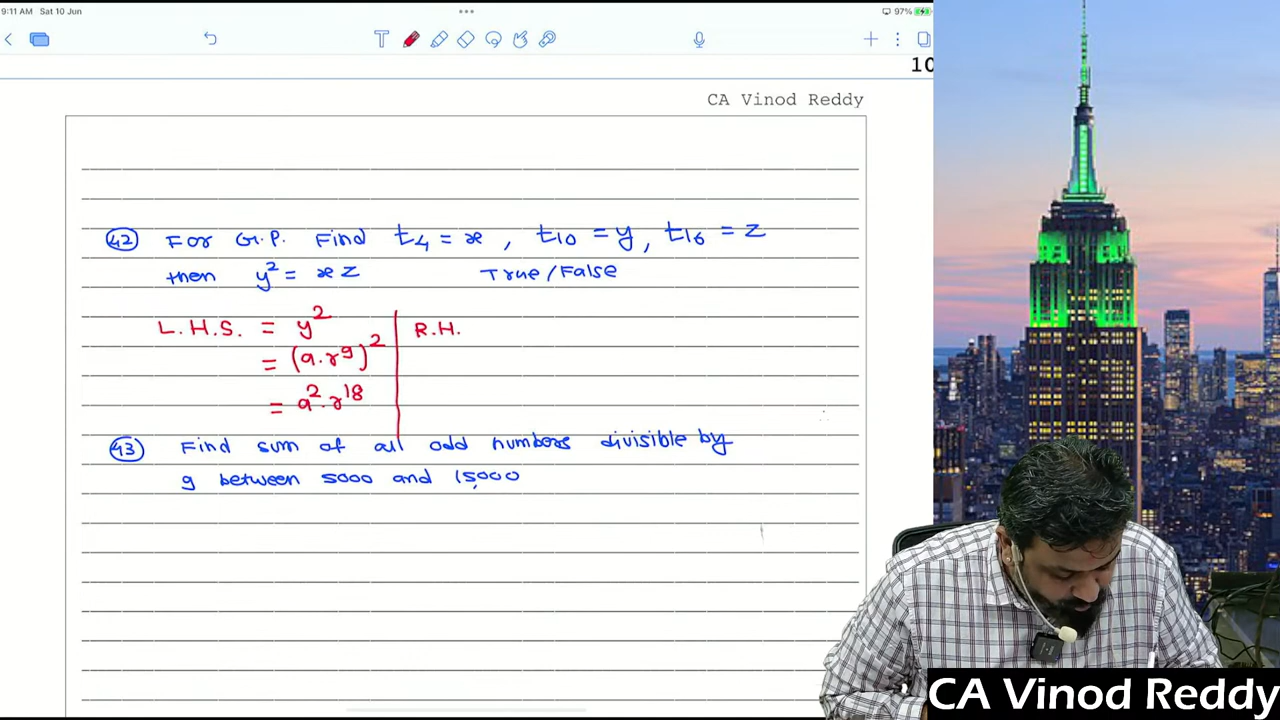 9:11 AM Sat 10 Jun
97%
10
CA Vinod Reddy
42 For G.P. Find t4 = x, t10 = y, t16 = z
then y² = xz True/False
L.H.S. = y² R.H.
= (a.r⁹)²
= a².r¹⁸
43 Find sum of all odd numbers divisible by
9 between 5000 and 15,000
CA Vinod Reddy